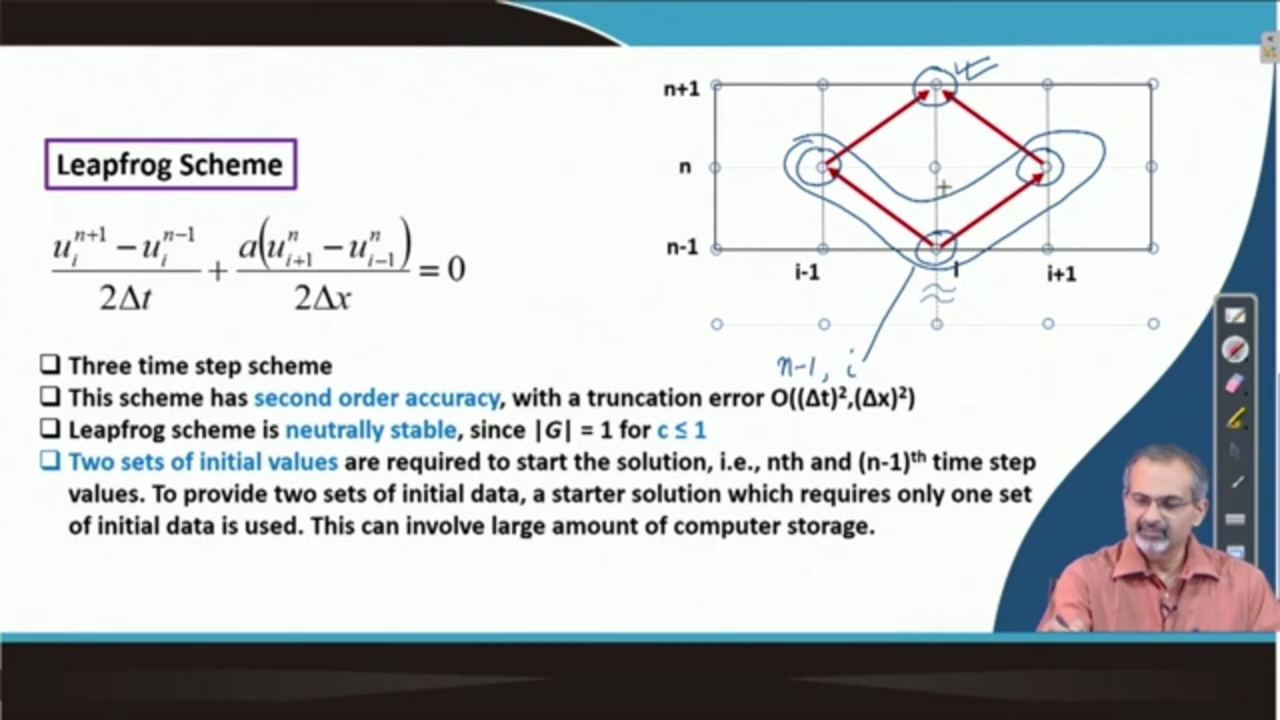 Leapfrog Scheme
n+1
n
n-1
i-1
i
i+1
n-1, i
\frac{u_i^{n+1} - u_i^{n-1}}{2Δt} + \frac{a(u_{i+1}^n - u_{i-1}^n)}{2Δx} = 0
❑ Three time step scheme
❑ This scheme has second order accuracy, with a truncation error O((Δt)²,(Δx)²)
❑ Leapfrog scheme is neutrally stable, since |G| = 1 for c ≤ 1
❑ Two sets of initial values are required to start the solution, i.e., nth and (n-1)ᵗʰ time step
values. To provide two sets of initial data, a starter solution which requires only one set
of initial data is used. This can involve large amount of computer storage.